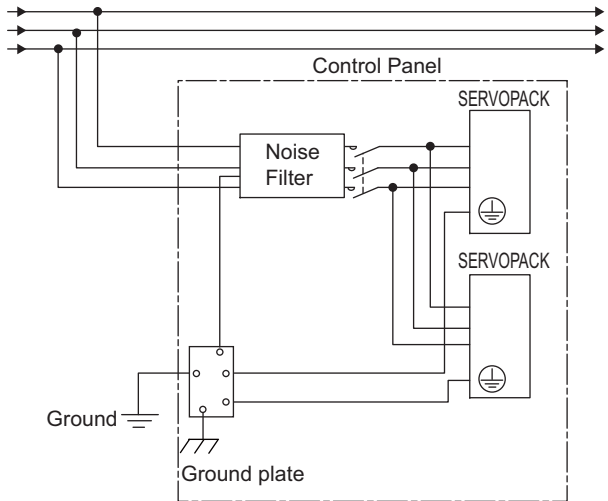 Control Panel
SERVOPACK
Noise
Filter
SERVOPACK
Ground
Ground plate